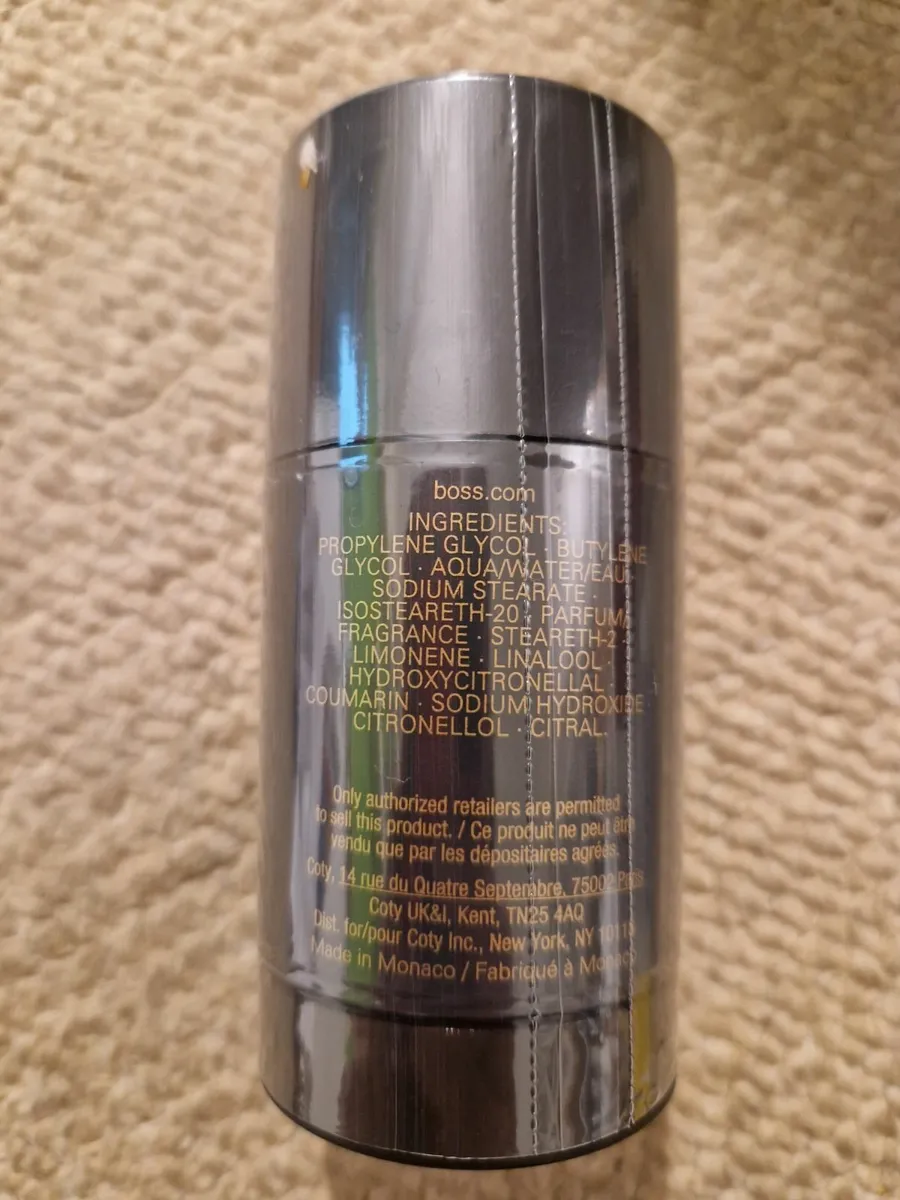 boss.com
INGREDIENTS:
PROPYLENE GLYCOL · BUTYLENE
GLYCOL · AQUA/WATER/EAU ·
SODIUM STEARATE ·
ISOSTEARETH-20 · PARFUM/
FRAGRANCE · STEARETH-2 ·
LIMONENE · LINALOOL ·
HYDROXYCITRONELLAL ·
COUMARIN · SODIUM HYDROXIDE
CITRONELLOL · CITRAL.
Only authorized retailers are permitted
to sell this product. / Ce produit ne peut être
vendu que par les dépositaires agréés.
Coty, 14 rue du Quatre Septembre, 75002 Paris
Coty UK&I, Kent, TN25 4AQ
Dist. for/pour Coty Inc., New York, NY 10118
Made in Monaco / Fabriqué à Monaco